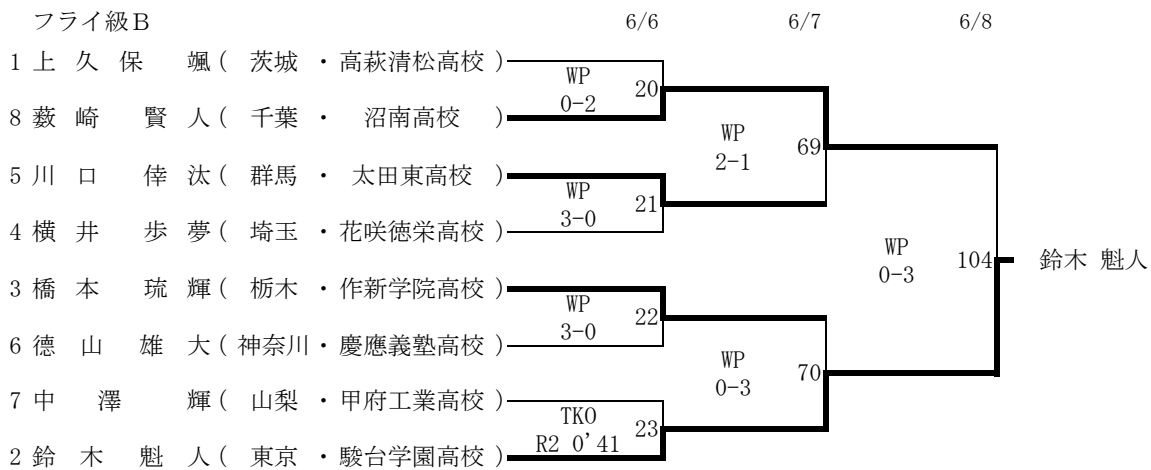 フライ級B 6/6 6/7 6/8
1 上久保 颯 ( 茨城 ・ 高萩清松高校 )
WP
0-2
20
8 薮崎 賢人 ( 千葉 ・ 沼南高校 )
WP
2-1
69
5 川口 倖汰 ( 群馬 ・ 太田東高校 )
WP
3-0
21
4 横井 歩夢 ( 埼玉 ・ 花咲徳栄高校 )
WP
0-3
104
鈴木 魁人
3 橋本 琉輝 ( 栃木 ・ 作新学院高校 )
WP
3-0
22
6 德山 雄大 ( 神奈川 ・ 慶應義塾高校 )
WP
0-3
70
7 中澤 輝 ( 山梨 ・ 甲府工業高校 )
TKO
R2 0'41
23
2 鈴木 魁人 ( 東京 ・ 駿台学園高校 )